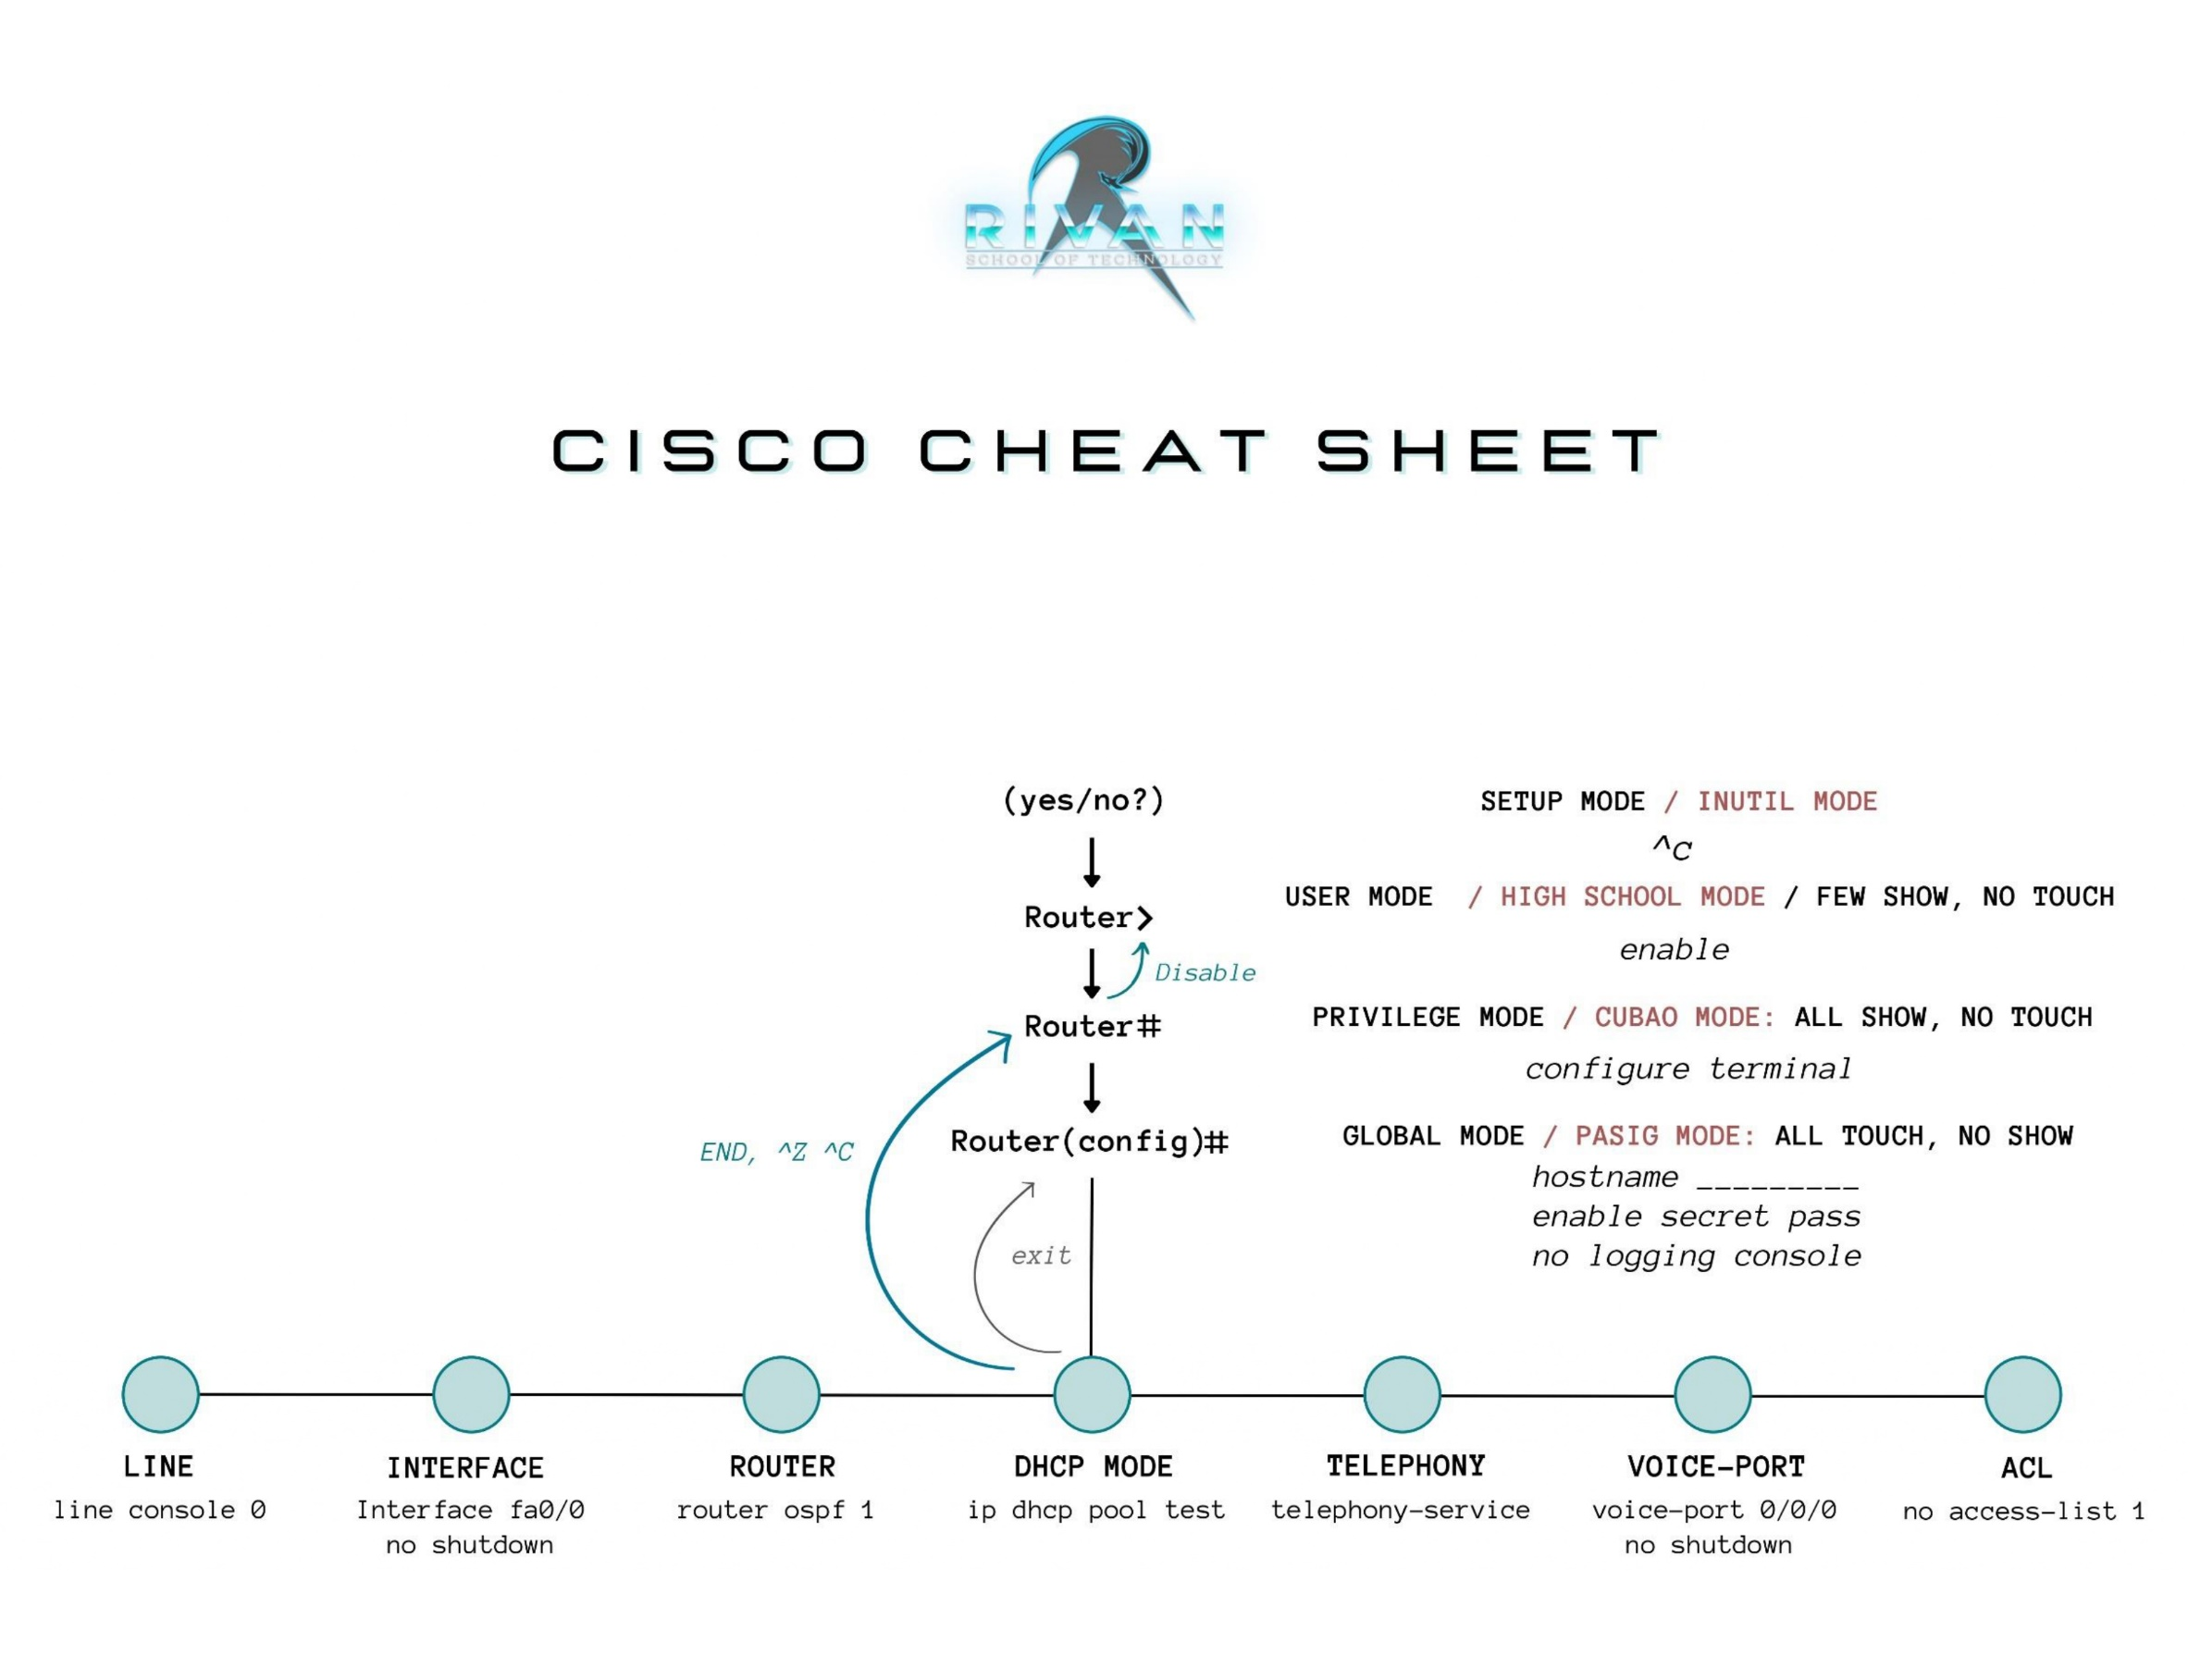 RIVAN
SCHOOL OF TECHNOLOGY
CISCO CHEAT SHEET
(yes/no?)
SETUP MODE / INUTIL MODE
^C
Router>
USER MODE / HIGH SCHOOL MODE / FEW SHOW, NO TOUCH
Disable
enable
Router#
PRIVILEGE MODE / CUBAO MODE: ALL SHOW, NO TOUCH
configure terminal
END, ^Z ^C
Router(config)#
GLOBAL MODE / PASIG MODE: ALL TOUCH, NO SHOW
hostname _________
enable secret pass
no logging console
exit
LINE
line console 0
INTERFACE
Interface fa0/0
no shutdown
ROUTER
router ospf 1
DHCP MODE
ip dhcp pool test
TELEPHONY
telephony-service
VOICE-PORT
voice-port 0/0/0
no shutdown
ACL
no access-list 1